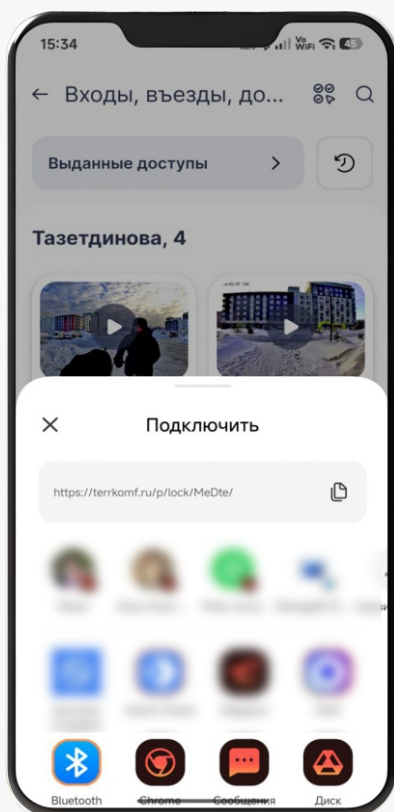 15:34
Vo
WiFi
45
Входы, въезды, до...
Выданные доступы
Тазетдинова, 4
Подключить
https://terrkomf.ru/p/lock/MeDte/
Bluetooth
Chrome
Сообщения
Диск